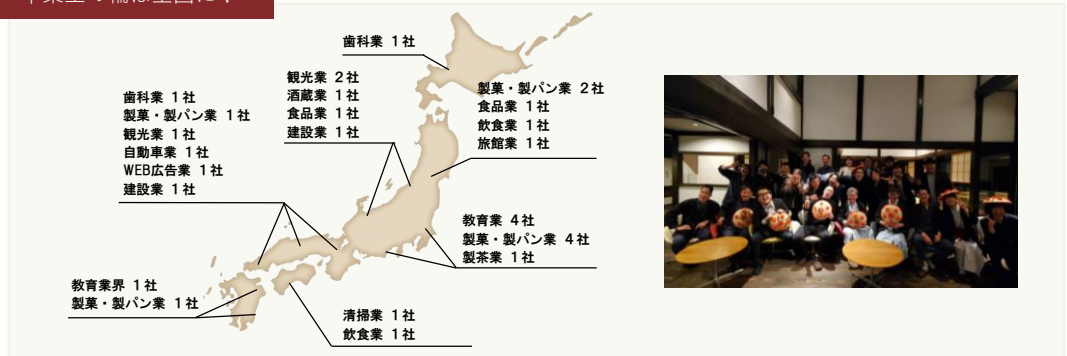 歯科業 1社
観光業 2社
酒蔵業 1社
食品業 1社
建設業 1社
製菓・製パン業 2社
食品業 1社
飲食業 1社
旅館業 1社
歯科業 1社
製菓・製パン業 1社
観光業 1社
自動車業 1社
WEB広告業 1社
建設業 1社
教育業 4社
製菓・製パン業 4社
製茶業 1社
教育業界 1社
製菓・製パン業 1社
清掃業 1社
飲食業 1社